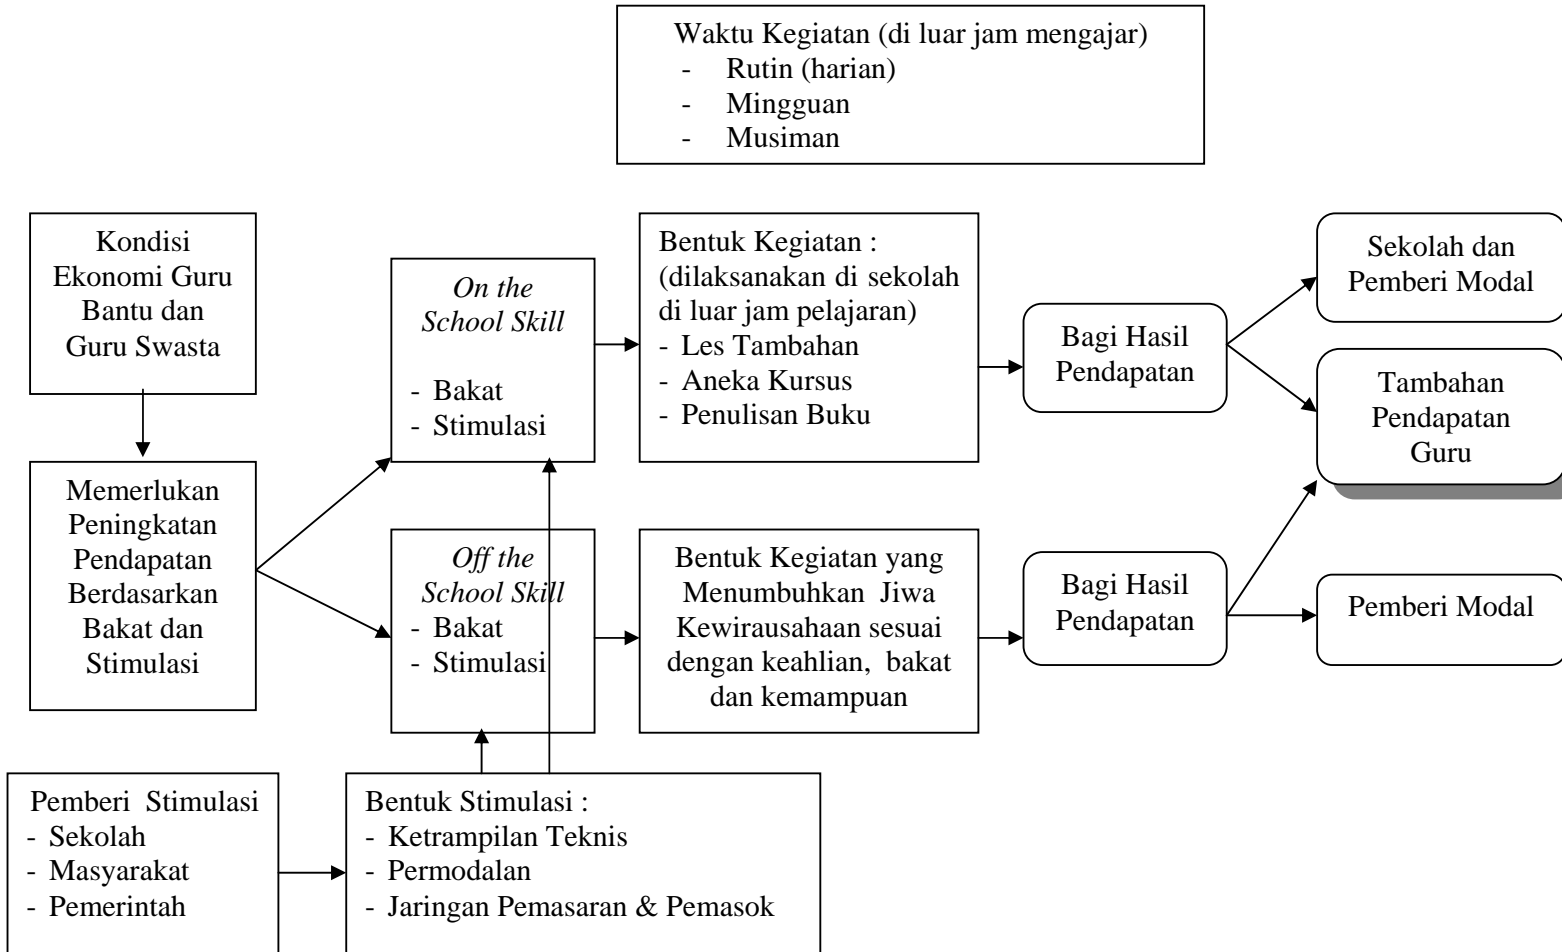 Waktu Kegiatan (di luar jam mengajar)
- Rutin (harian)
- Mingguan
- Musiman
Kondisi
Ekonomi Guru
Bantu dan
Guru Swasta
Memerlukan
Peningkatan
Pendapatan
Berdasarkan
Bakat dan
Stimulasi
On the
School Skill
- Bakat
- Stimulasi
Bentuk Kegiatan :
(dilaksanakan di sekolah
di luar jam pelajaran)
- Les Tambahan
- Aneka Kursus
- Penulisan Buku
Bagi Hasil
Pendapatan
Sekolah dan
Pemberi Modal
Tambahan
Pendapatan
Guru
Off the
School Skill
- Bakat
- Stimulasi
Bentuk Kegiatan yang
Menumbuhkan Jiwa
Kewirausahaan sesuai
dengan keahlian, bakat
dan kemampuan
Bagi Hasil
Pendapatan
Pemberi Modal
Pemberi Stimulasi
- Sekolah
- Masyarakat
- Pemerintah
Bentuk Stimulasi :
- Ketrampilan Teknis
- Permodalan
- Jaringan Pemasaran & Pemasok